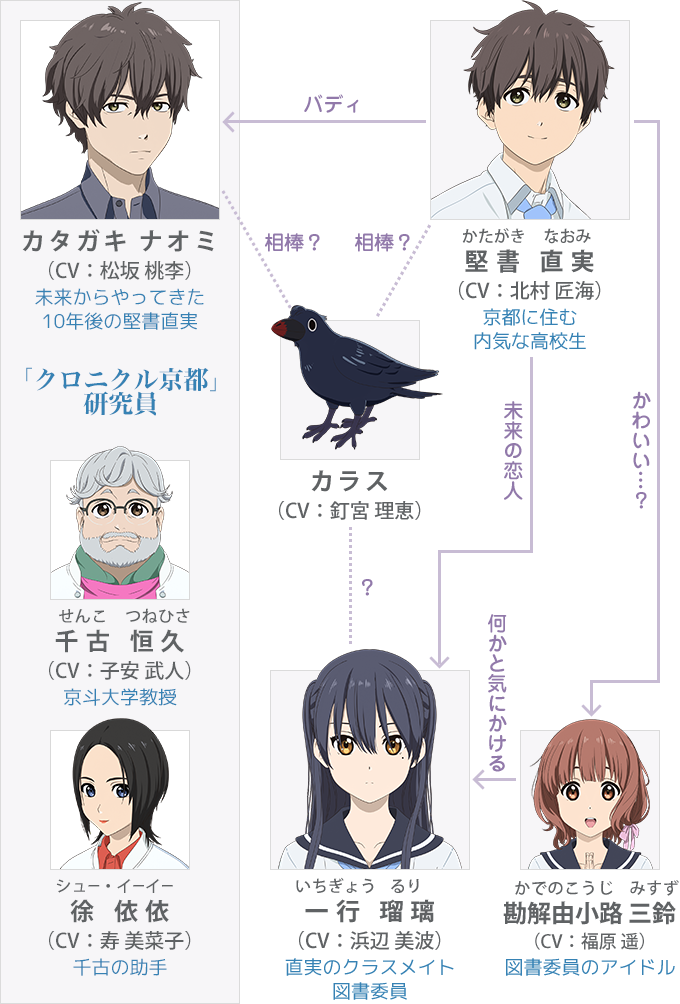 バディ
カタガキ ナオミ
（CV：松坂 桃李）
未来からやってきた
10年後の堅書直実
相棒？
相棒？
かたがき なおみ
堅書 直実
（CV：北村 匠海）
京都に住む
内気な高校生
「クロニクル京都」
研究員
カラス
（CV：釘宮 理恵）
未来の恋人
かわいい…？
せんこ つねひさ
千古 恒久
（CV：子安 武人）
京斗大学教授
？
何かと気にかける
シュー・イーイー
徐 依依
（CV：寿 美菜子）
千古の助手
いちぎょう るり
一行 瑠璃
（CV：浜辺 美波）
直実のクラスメイト
図書委員
かでのこうじ みすず
勘解由小路 三鈴
（CV：福原 遥）
図書委員のアイドル